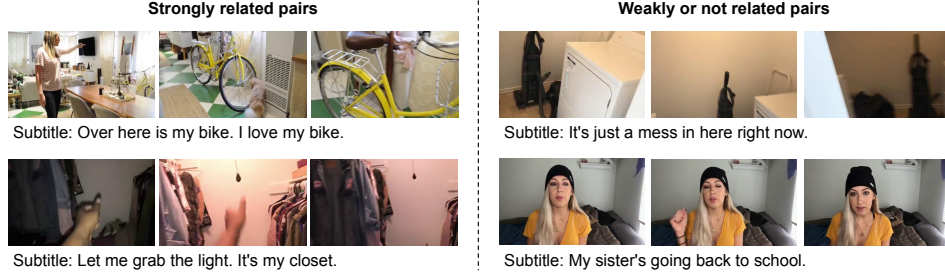 Strongly related pairs
Weakly or not related pairs
Subtitle: Over here is my bike. I love my bike.
Subtitle: It's just a mess in here right now.
Subtitle: Let me grab the light. It's my closet.
Subtitle: My sister's going back to school.